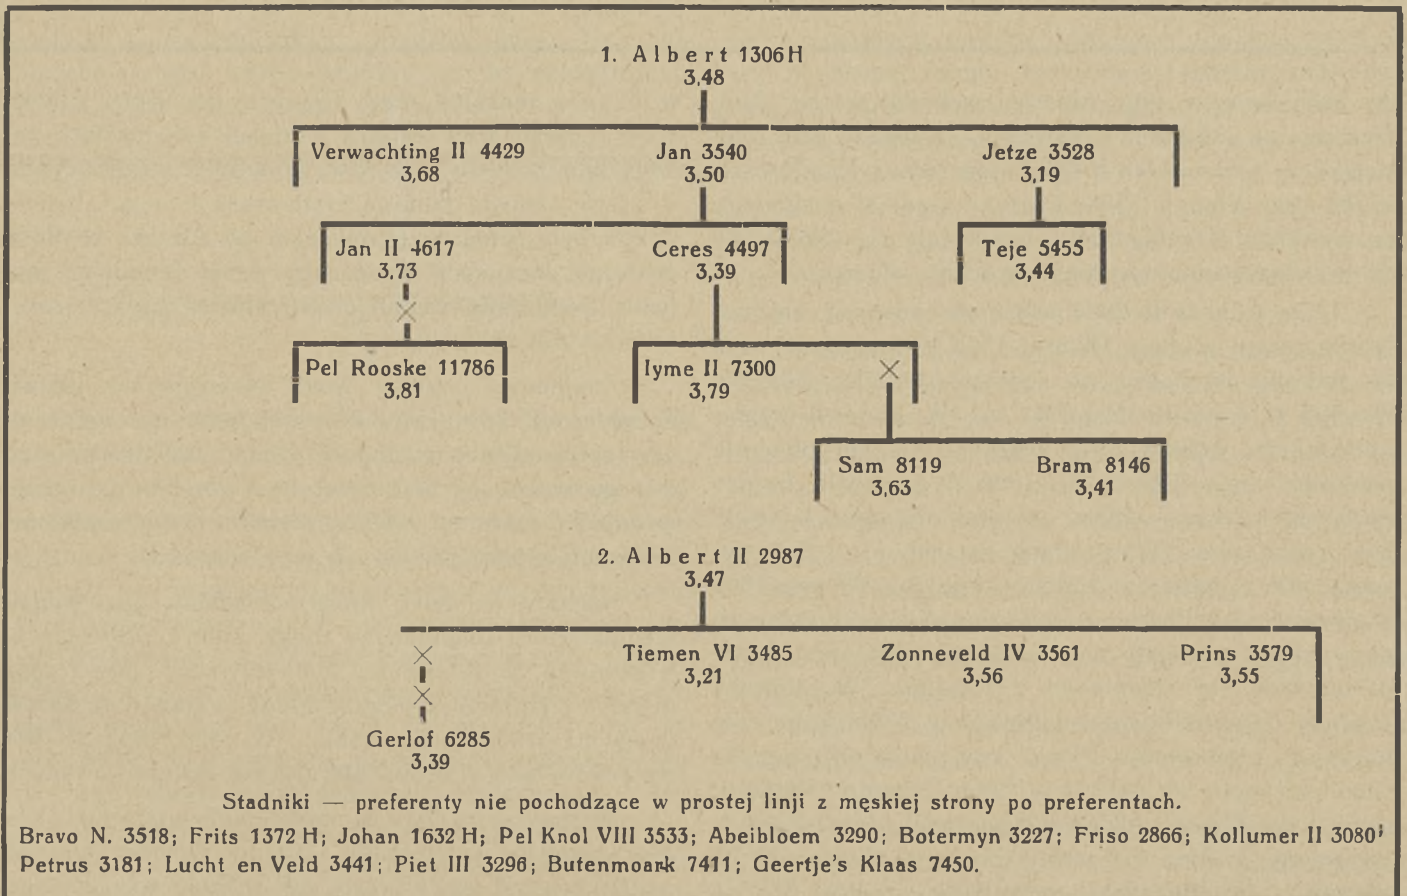 1. Albert 1306 H
3,48
Verwachting II 4429 Jan 3540 Jetze 3528
3,68 3,50 3,19
Jan II 4617 Ceres 4497 Teje 5455
3,73 3,39 3,44
Pel Rooske 11786 Iyme II 7300
3,81 3,79
Sam 8119 Bram 8146
3,63 3,41
2. Albert II 2987
3,47
Tiemen VI 3485 Zonneveld IV 3561 Prins 3579
3,21 3,56 3,55
Gerlof 6285
3,39
Stadniki — preferenty nie pochodzące w prostej linji z męskiej strony po preferentach.
Bravo N. 3518; Frits 1372 H; Johan 1632 H; Pel Knol VIII 3533; Abeibloem 3290; Botermyn 3227; Friso 2866; Kollumer II 3080;
Petrus 3181; Lucht en Veld 3441; Piet III 3296; Butenmoark 7411; Geertje's Klaas 7450.